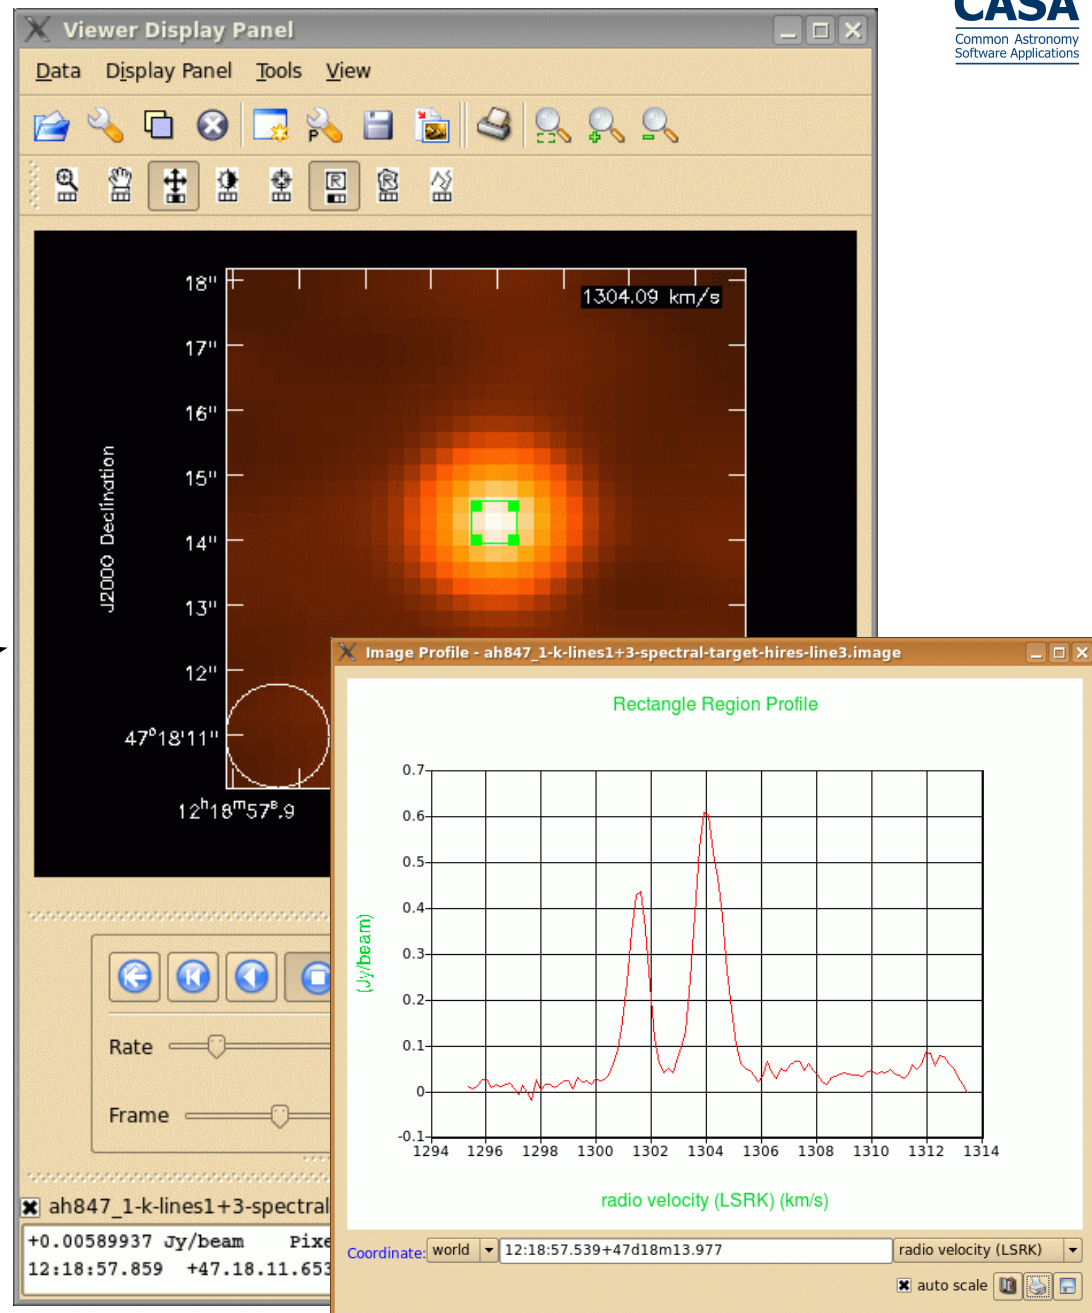 CASA
Common Astronomy
Software Applications
Viewer Display Panel
Data Display Panel Tools View
P
R
R
1304.09 km/s
18"
17"
16"
15"
14"
13"
12"
47°18'11"
J2000 Declination
12ʰ18ᵐ57ˢ.9
Image Profile - ah847_1-k-lines1+3-spectral-target-hires-line3.image
Rectangle Region Profile
(Jy/beam)
0.7
0.6
0.5
0.4
0.3
0.2
0.1
0
-0.1
1294 1296 1298 1300 1302 1304 1306 1308 1310 1312 1314
radio velocity (LSRK) (km/s)
Coordinate: world 12:18:57.539+47d18m13.977 radio velocity (LSRK)
auto scale
Rate
Frame
ah847_1-k-lines1+3-spectral
+0.00589937 Jy/beam Pixe
12:18:57.859 +47.18.11.653